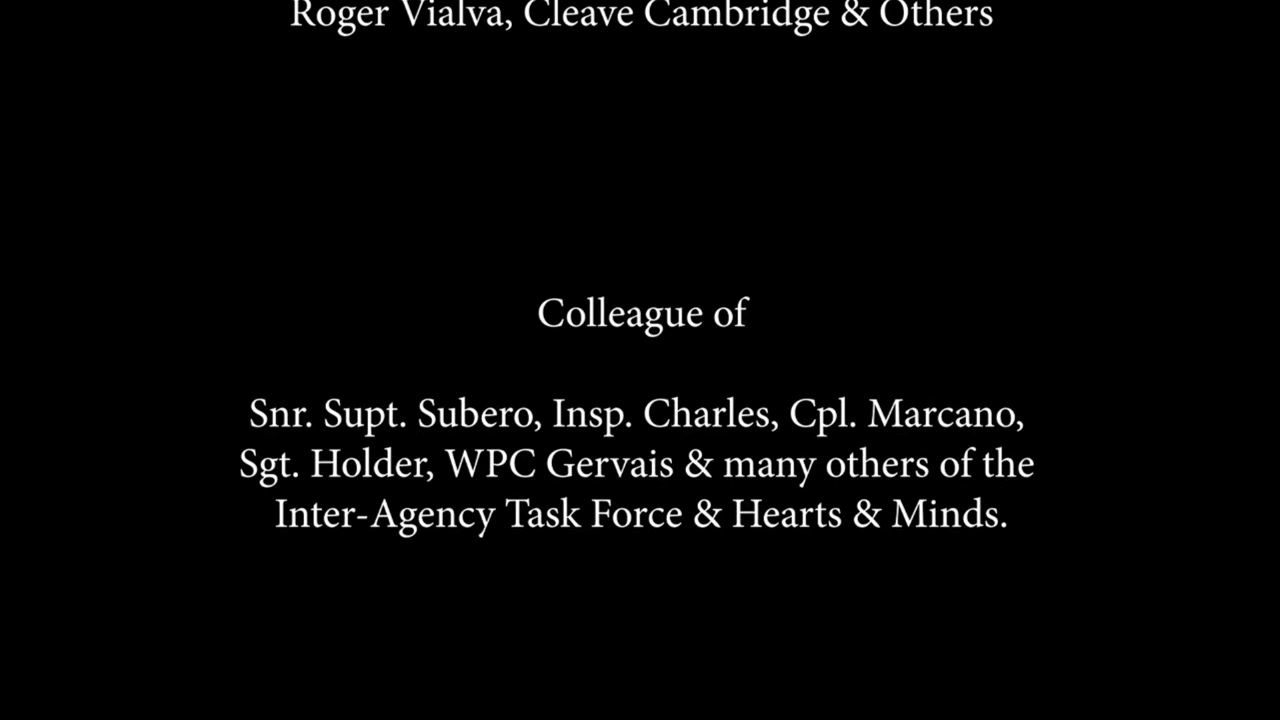 Roger Vialva, Cleave Cambridge & Others
Colleague of
Snr. Supt. Subero, Insp. Charles, Cpl. Marcano,
Sgt. Holder, WPC Gervais & many others of the
Inter-Agency Task Force & Hearts & Minds.